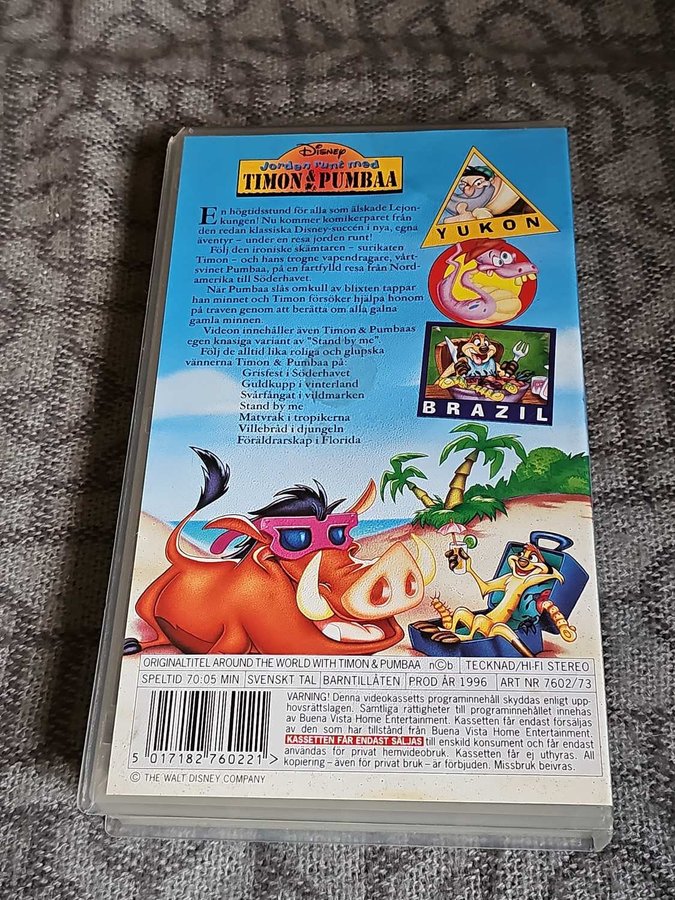 Disney
Jorden runt med
TIMON & PUMBAA
En högtidsstund för alla som älskade Lejon-
kungen! Nu kommer komikerparet från
den redan klassiska Disney-succén i nya, egna
äventyr - under en resa jorden runt!
Följ den ironiske skämtaren - surikaten
Timon - och hans trogne vapendragare, vårt-
svinet Pumbaa, på en fartfylld resa från Nord-
amerika till Söderhavet.
När Pumbaa slås omkull av blixten tappar
han minnet och Timon försöker hjälpa honom
på traven genom att berätta om alla galna
gamla minnen.
Videon innehåller även Timon & Pumbaas
egen knasiga variant av "Stand by me".
Följ de alltid lika roliga och glupska
vännerna Timon & Pumbaa på:
Grisfest i Söderhavet
Guldkupp i vinterland
Svårfångat i vildmarken
Stand by me
Matvrak i tropikerna
Villebråd i djungeln
Föräldrarskap i Florida
YUKON
BRAZIL
ORIGINALTITEL AROUND THE WORLD WITH TIMON & PUMBAA n©b TECKNAD/HI-FI STEREO
SPELTID 70:05 MIN SVENSKT TAL BARNTILLÅTEN PROD ÅR 1996 ART NR 7602/73
VARNING! Denna videokassetts programinnehåll skyddas enligt upp-
hovsrättslagen. Samtliga rättigheter till programinnehållet innehas
av Buena Vista Home Entertainment. Kassetten får endast försäljas
av den som har tillstånd från Buena Vista Home Entertainment.
KASSETTEN FÅR ENDAST SÄLJAS till enskild konsument och får endast
användas för privat hemvideobruk. Kassetten får ej uthyras. All
kopiering - även för privat bruk - är förbjuden. Missbruk beivras.
5 017182 760221 >
© THE WALT DISNEY COMPANY